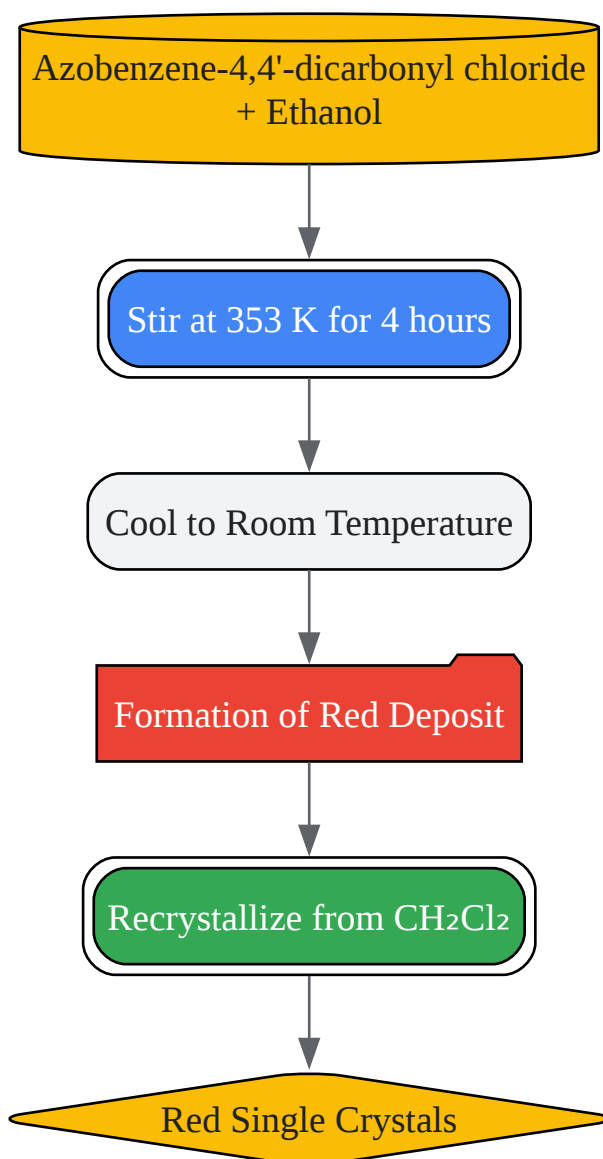 Azobenzene-4,4'-dicarbonyl chloride
+ Ethanol
Stir at 353 K for 4 hours
Cool to Room Temperature
Formation of Red Deposit
Recrystallize from CH₂Cl₂
Red Single Crystals